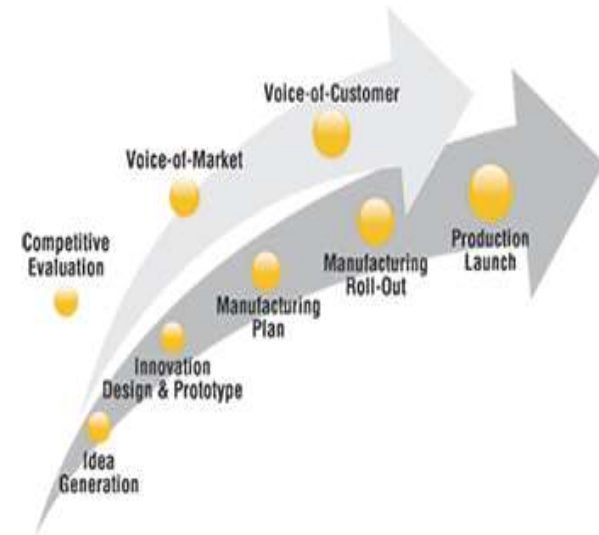 Voice-of-Customer
Voice-of-Market
Competitive
Evaluation
Production
Launch
Manufacturing
Roll-Out
Manufacturing
Plan
Innovation
Design & Prototype
Idea
Generation